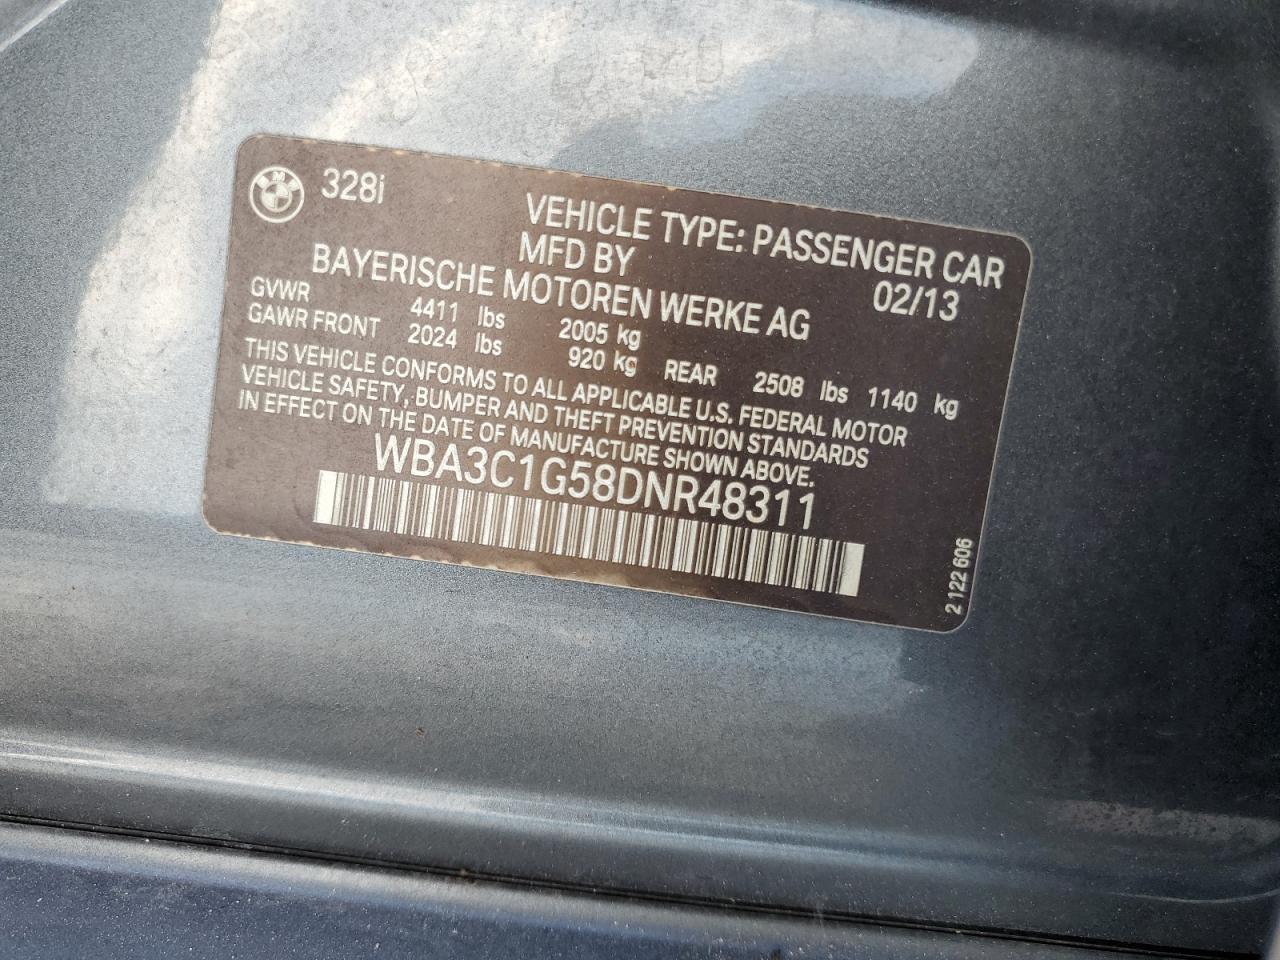 BMW 328i
VEHICLE TYPE: PASSENGER CAR
MFD BY 02/13
BAYERISCHE MOTOREN WERKE AG
GVWR 4411 lbs 2005 kg
GAWR FRONT 2024 lbs 920 kg REAR 2508 lbs 1140 kg
THIS VEHICLE CONFORMS TO ALL APPLICABLE U.S. FEDERAL MOTOR
VEHICLE SAFETY, BUMPER AND THEFT PREVENTION STANDARDS
IN EFFECT ON THE DATE OF MANUFACTURE SHOWN ABOVE.
WBA3C1G58DNR48311
2 122 606